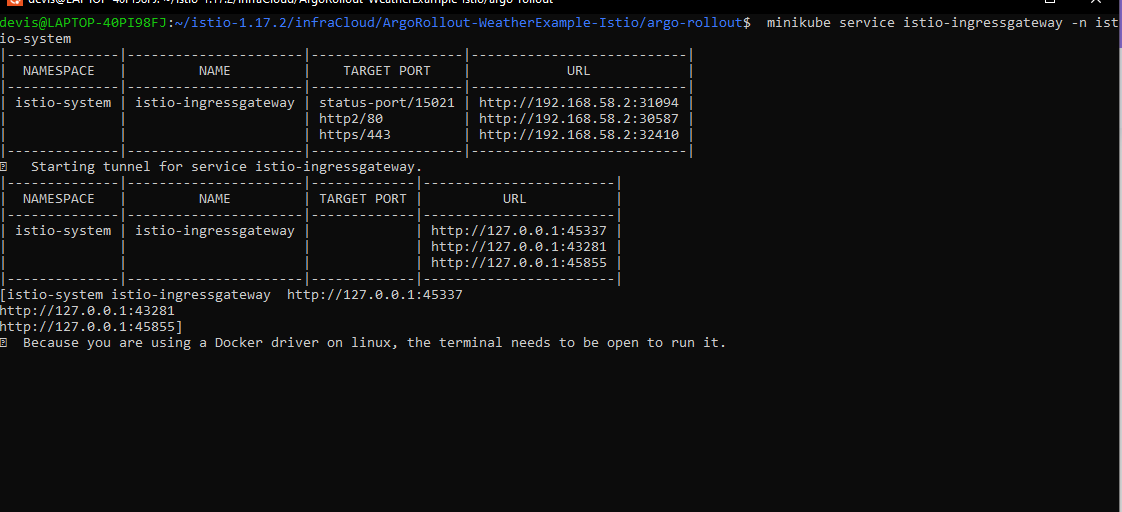 devis@LAPTOP-40PI98FJ: ~/istio-1.17.2/infraCloud/ArgoRollout-WeatherExample-Istio/argo-rollout
devis@LAPTOP-40PI98FJ:~/istio-1.17.2/infraCloud/ArgoRollout-WeatherExample-Istio/argo-rollout$  minikube service istio-ingressgateway -n ist
io-system
|--------------|----------------------|-------------------|---------------------------|
|  NAMESPACE   |         NAME         |    TARGET PORT    |            URL            |
|--------------|----------------------|-------------------|---------------------------|
| istio-system | istio-ingressgateway | status-port/15021 | http://192.168.58.2:31094 |
|              |                      | http2/80          | http://192.168.58.2:30587 |
|              |                      | https/443         | http://192.168.58.2:32410 |
|--------------|----------------------|-------------------|---------------------------|
Starting tunnel for service istio-ingressgateway.
|--------------|----------------------|-------------|------------------------|
|  NAMESPACE   |         NAME         | TARGET PORT |          URL           |
|--------------|----------------------|-------------|------------------------|
| istio-system | istio-ingressgateway |             | http://127.0.0.1:45337 |
|              |                      |             | http://127.0.0.1:43281 |
|              |                      |             | http://127.0.0.1:45855 |
|--------------|----------------------|-------------|------------------------|
[istio-system istio-ingressgateway  http://127.0.0.1:45337
http://127.0.0.1:43281
http://127.0.0.1:45855]
Because you are using a Docker driver on linux, the terminal needs to be open to run it.